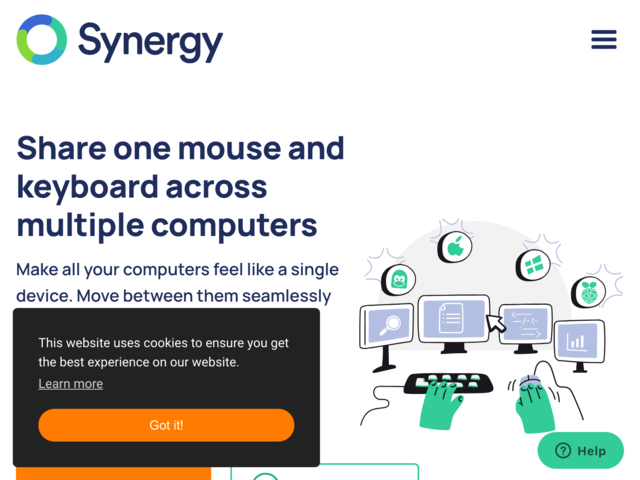 Synergy
Share one mouse and
keyboard across
multiple computers
Make all your computers feel like a single
device. Move between them seamlessly
This website uses cookies to ensure you get
the best experience on our website.
Learn more
Got it!
Help